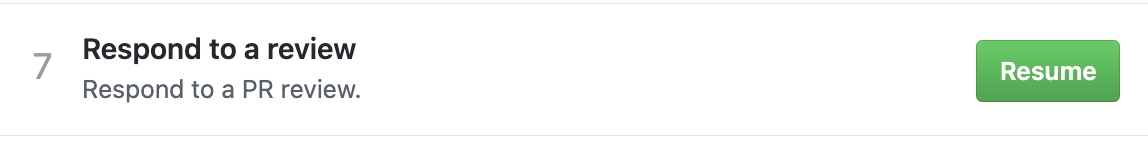 7
Respond to a review
Respond to a PR review.
Resume